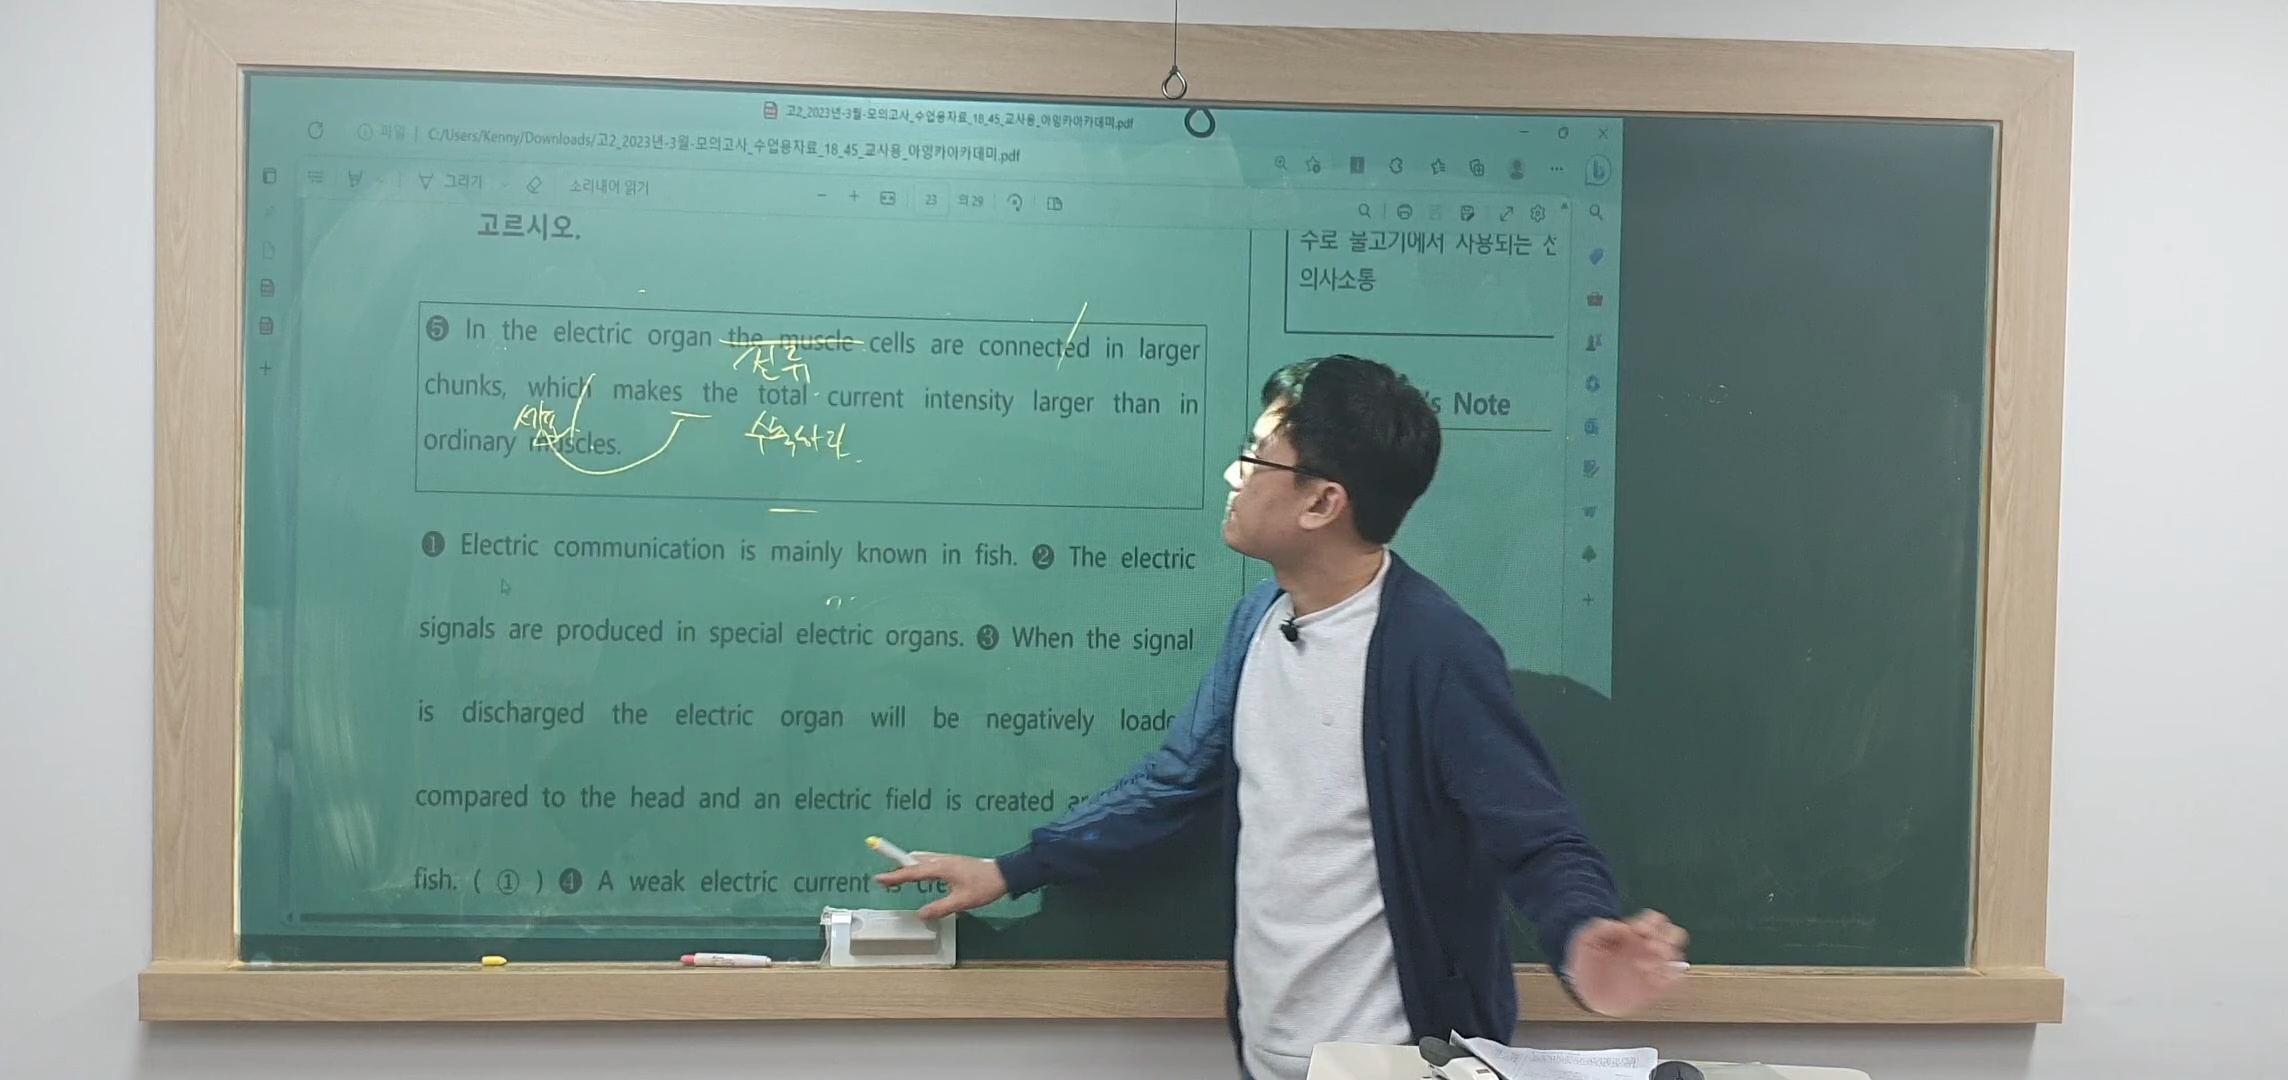 고2_2023년-3월-모의고사_수업용자료_18_45_교사용_아잉카아카데미.pdf
파일 | C:/Users/Kenny/Downloads/고2_2023년-3월-모의고사_수업용자료_18_45_교사용_아잉카아카데미.pdf
그리기 소리내어 읽기 − + 23 의 29
고르시오.
❺ In the electric organ the muscle cells are connected in larger
전류
chunks, which makes the total current intensity larger than in
세포
ordinary muscles.
❶ Electric communication is mainly known in fish. ❷ The electric
signals are produced in special electric organs. ❸ When the signal
is discharged the electric organ will be negatively
compared to the head and an electric field is created
fish. ( ① ) ❹ A weak electric current
수로 물고기에서 사용되는
의사소통
's Note